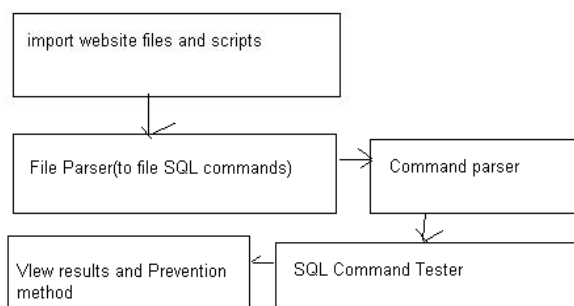 import website files and scripts
File Parser(to file SQL commands)
Command parser
SQL Command Tester
VIew results and Prevention
method